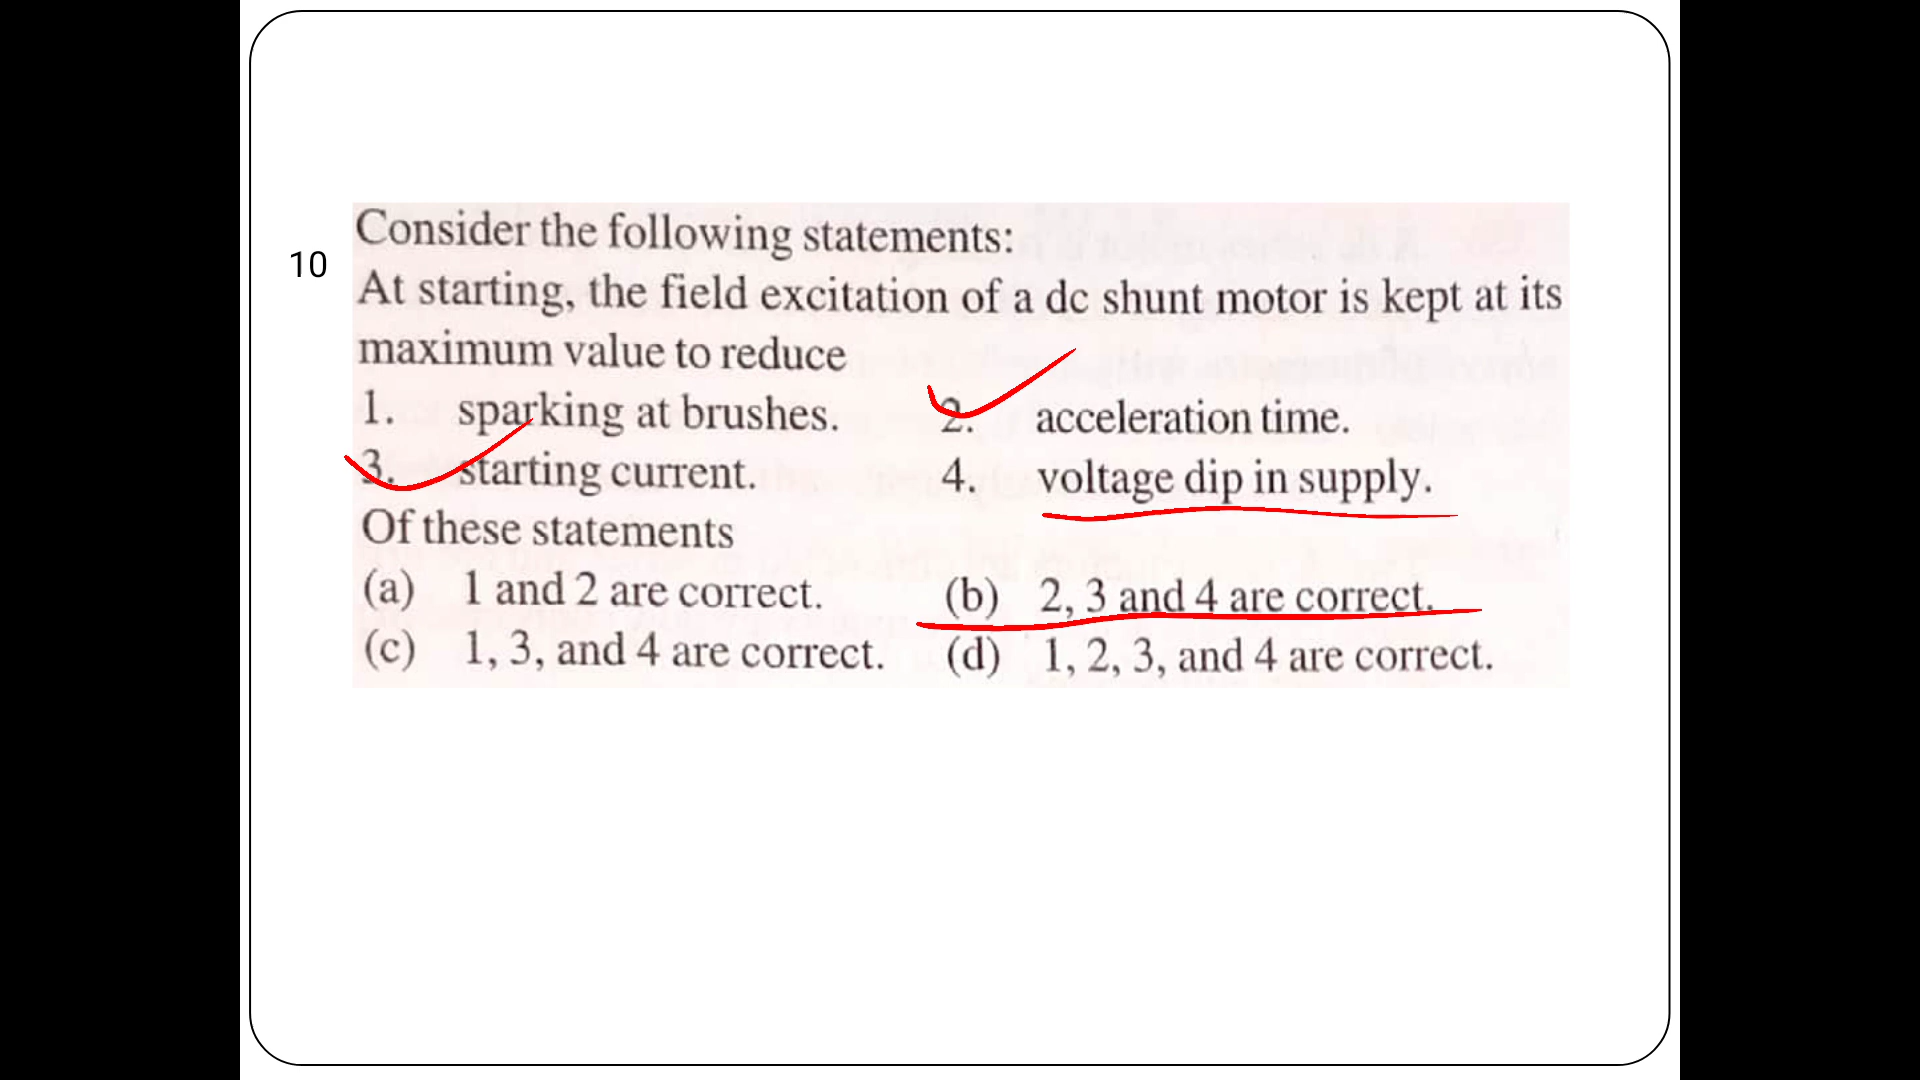 10
Consider the following statements:
At starting, the field excitation of a dc shunt motor is kept at its
maximum value to reduce
1. sparking at brushes. 2. acceleration time.
3. starting current. 4. voltage dip in supply.
Of these statements
(a) 1 and 2 are correct. (b) 2, 3 and 4 are correct.
(c) 1, 3, and 4 are correct. (d) 1, 2, 3, and 4 are correct.